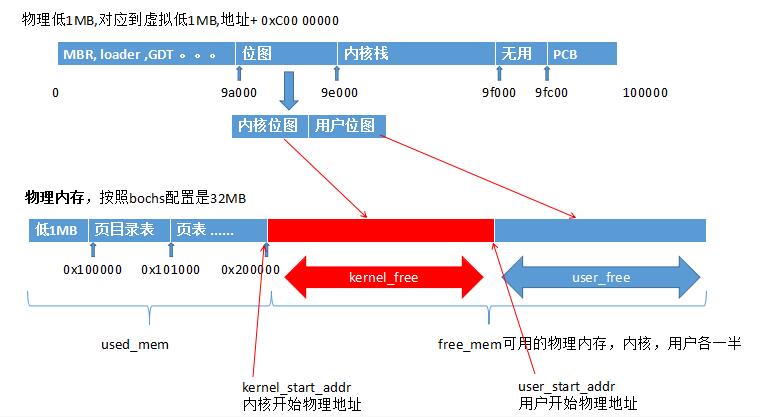 物理低1MB,对应到虚拟低1MB,地址+ 0xC00 00000
MBR, loader ,GDT 。。。 位图 内核栈 无用 PCB
0 9a000 9e000 9f000 9fc00 100000
内核位图 用户位图
物理内存，按照bochs配置是32MB
低1MB 页目录表 页表 ......
0x100000 0x101000 0x200000
kernel_free user_free
used_mem free_mem可用的物理内存，内核，用户各一半
kernel_start_addr user_start_addr
内核开始物理地址 用户开始物理地址